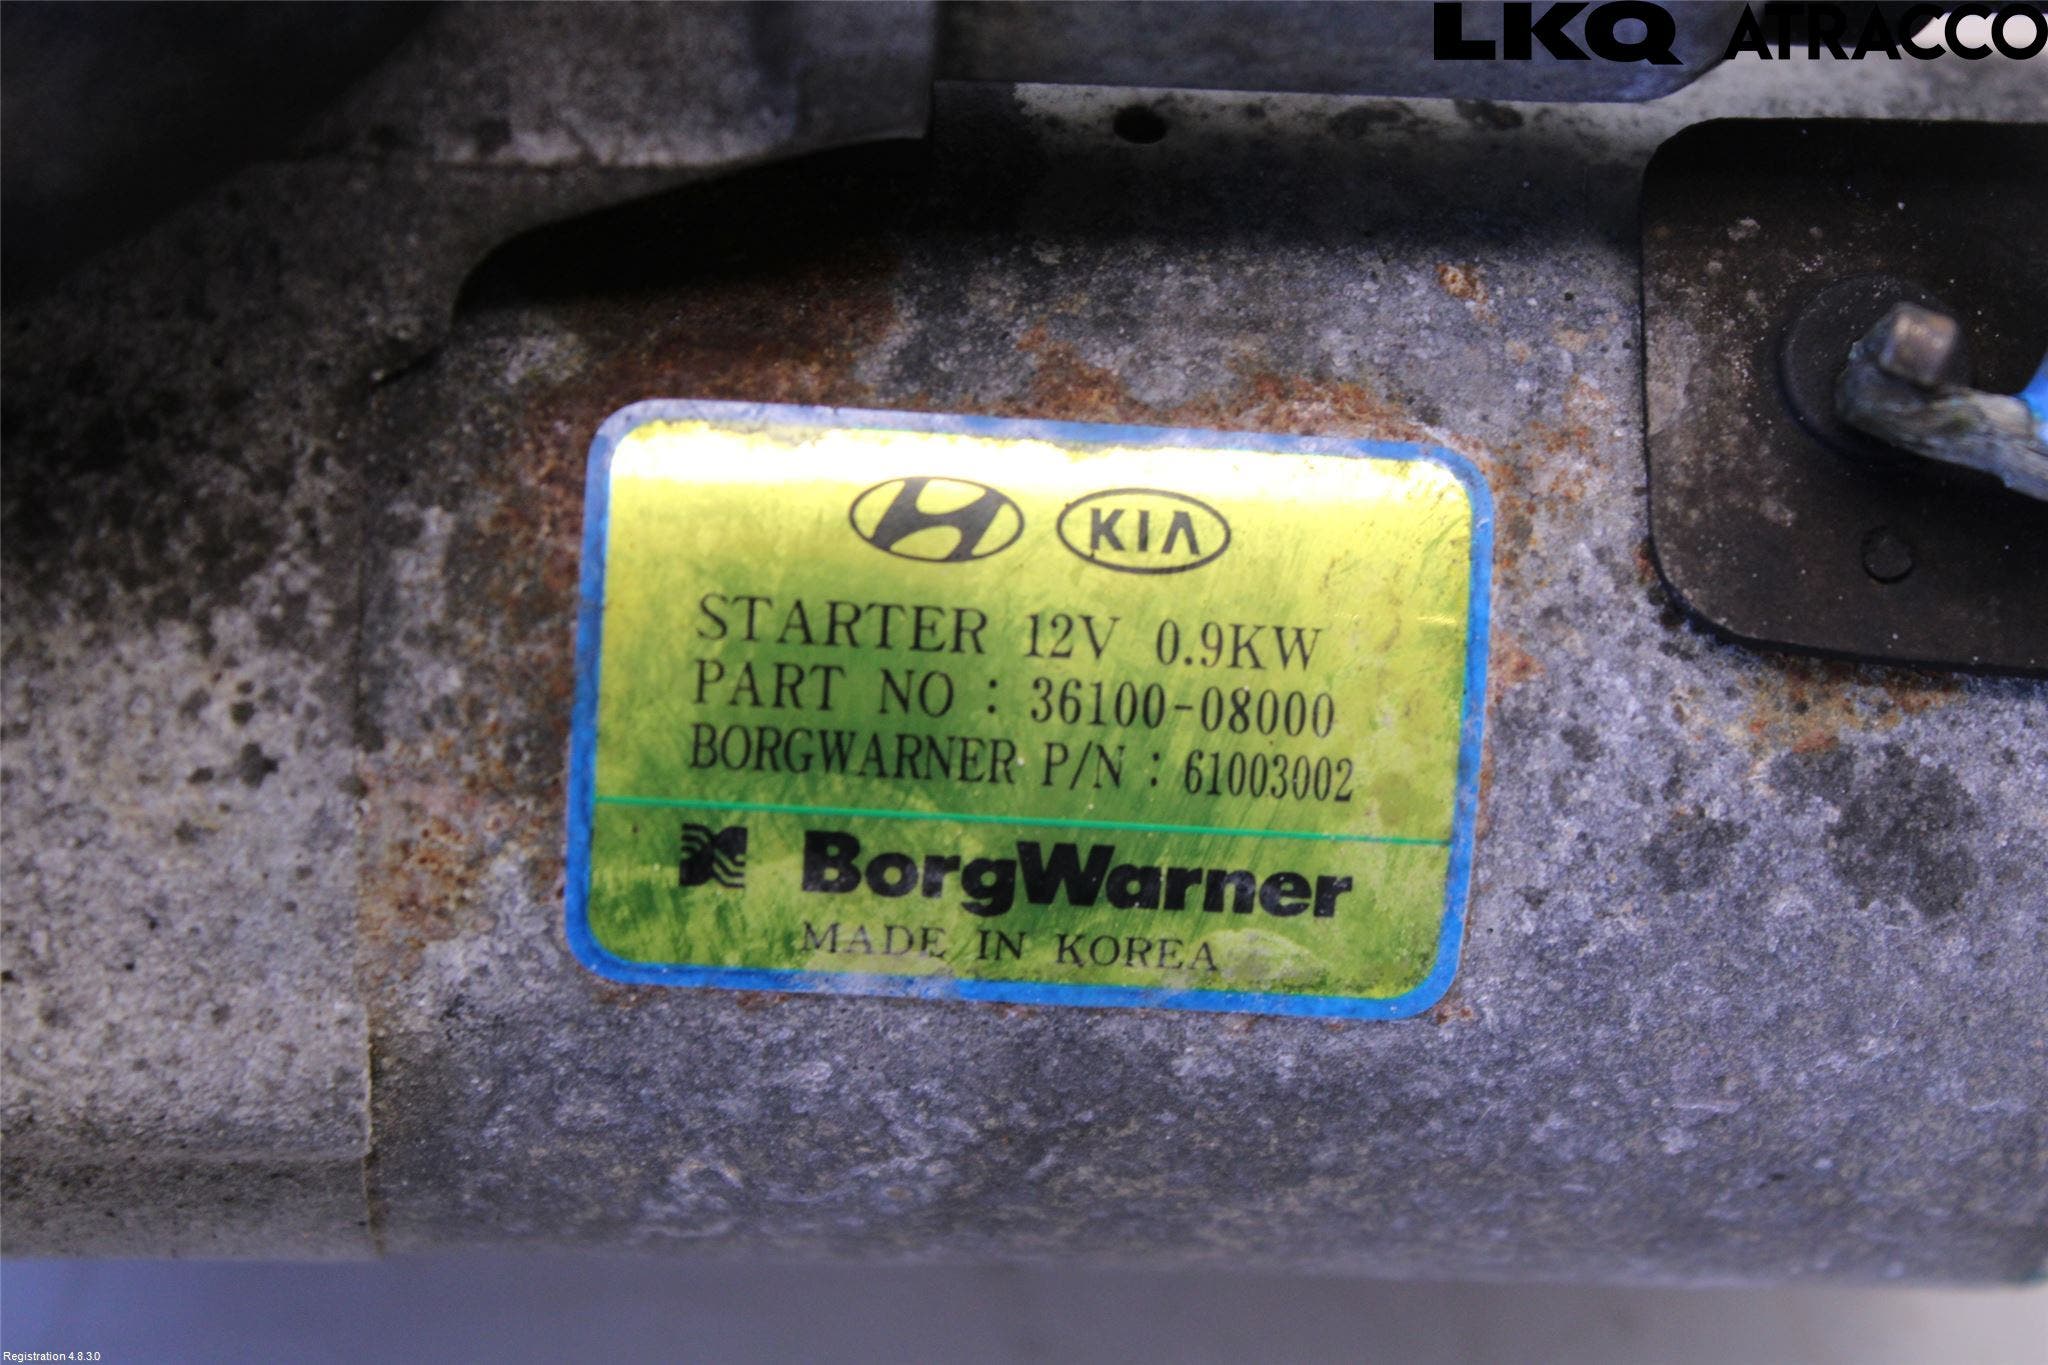 LKQ ATRACCO
KIA
STARTER 12V 0.9KW
PART NO : 36100-08000
BORGWARNER P/N : 61003002
BorgWarner
MADE IN KOREA
Registration 4.8.3.0